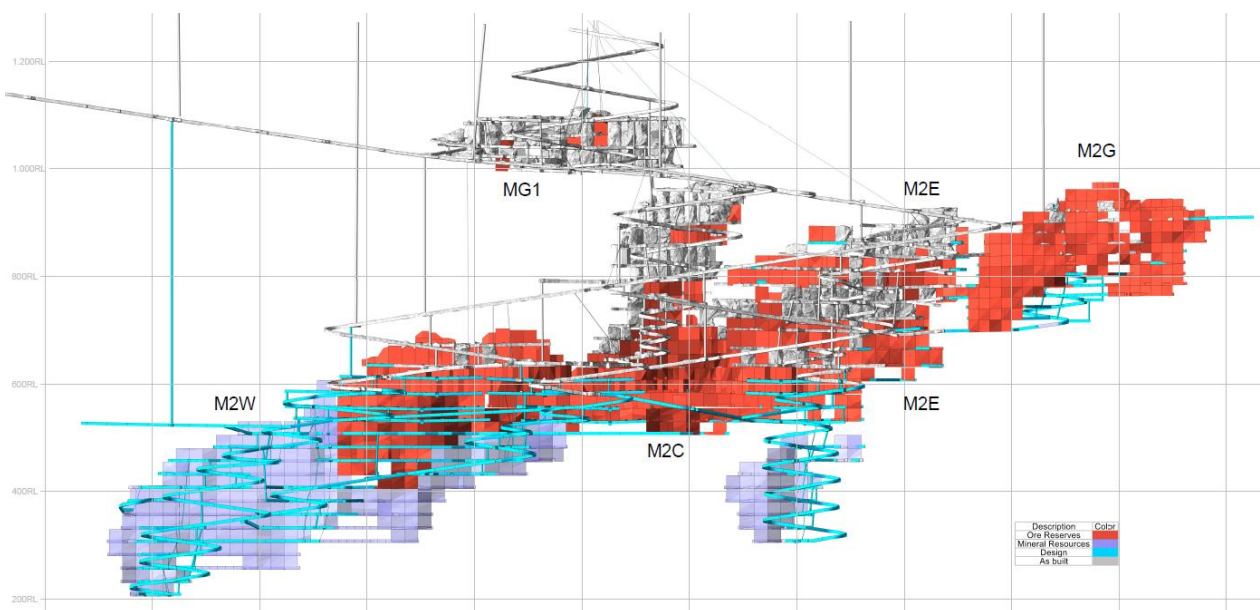 1.200RL
M2G
1.000RL
MG1
M2E
800RL
600RL
M2W
M2E
M2C
400RL
Description Color
Ore Reserves
Mineral Resources
Design
As built
200RL